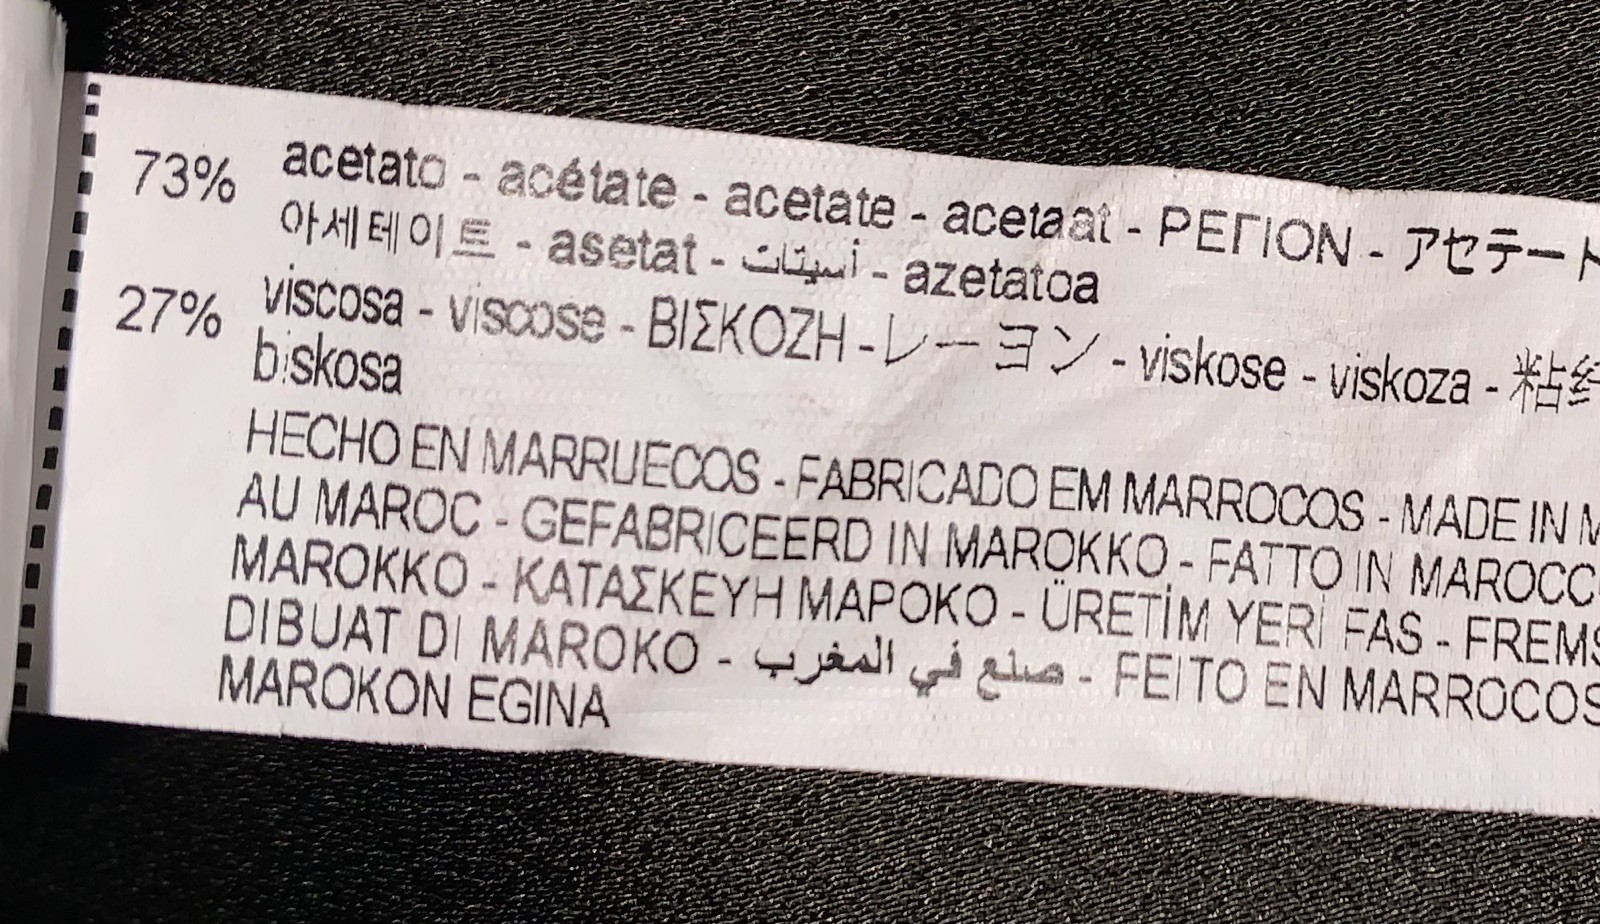 73% acetato - acétate - acetate - acetaat - ΡΕΓΙΟΝ - アセテート
아세테이트 - asetat - أسيتات - azetatoa
27% viscosa - viscose - ΒΙΣΚΟΖΗ - レーヨン - viskose - viskoza - 粘纤
biskosa
HECHO EN MARRUECOS - FABRICADO EM MARROCOS - MADE IN
AU MAROC - GEFABRICEERD IN MAROKKO - FATTO IN MAROCC
MAROKKO - ΚΑΤΑΣΚΕΥΗ ΜΑΡΟΚΟ - ÜRETİM YERİ FAS - FREMS
DIBUAT DI MAROKO - صنع في المغرب - FEITO EN MARROCOS
MAROKON EGINA